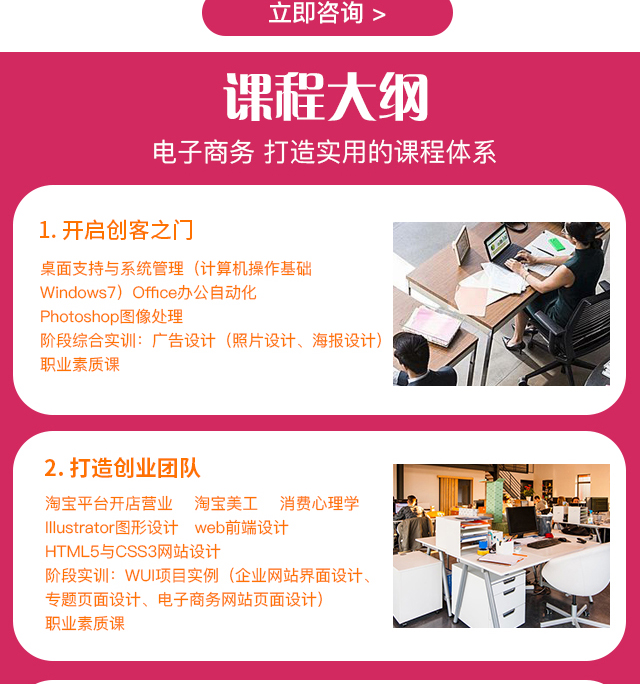 立即咨询 >
课程大纲
电子商务 打造实用的课程体系
1. 开启创客之门
桌面支持与系统管理（计算机操作基础
Windows7）Office办公自动化
Photoshop图像处理
阶段综合实训：广告设计（照片设计、海报设计）
职业素质课
2. 打造创业团队
淘宝平台开店营业 淘宝美工 消费心理学
Illustrator图形设计 web前端设计
HTML5与CSS3网站设计
阶段实训：WUI项目实例（企业网站界面设计、
专题页面设计、电子商务网站页面设计）
职业素质课